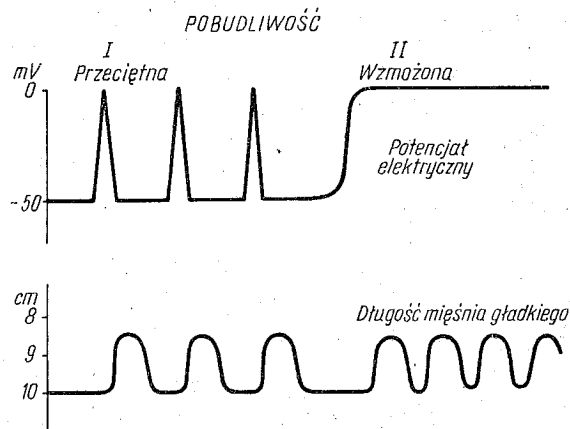 POBUDLIWOŚĆ
I
Przeciętna
II
Wzmożona
mV
0
-50
Potencjał
elektryczny
cm
8
9
10
Długość mięśnia gładkiego